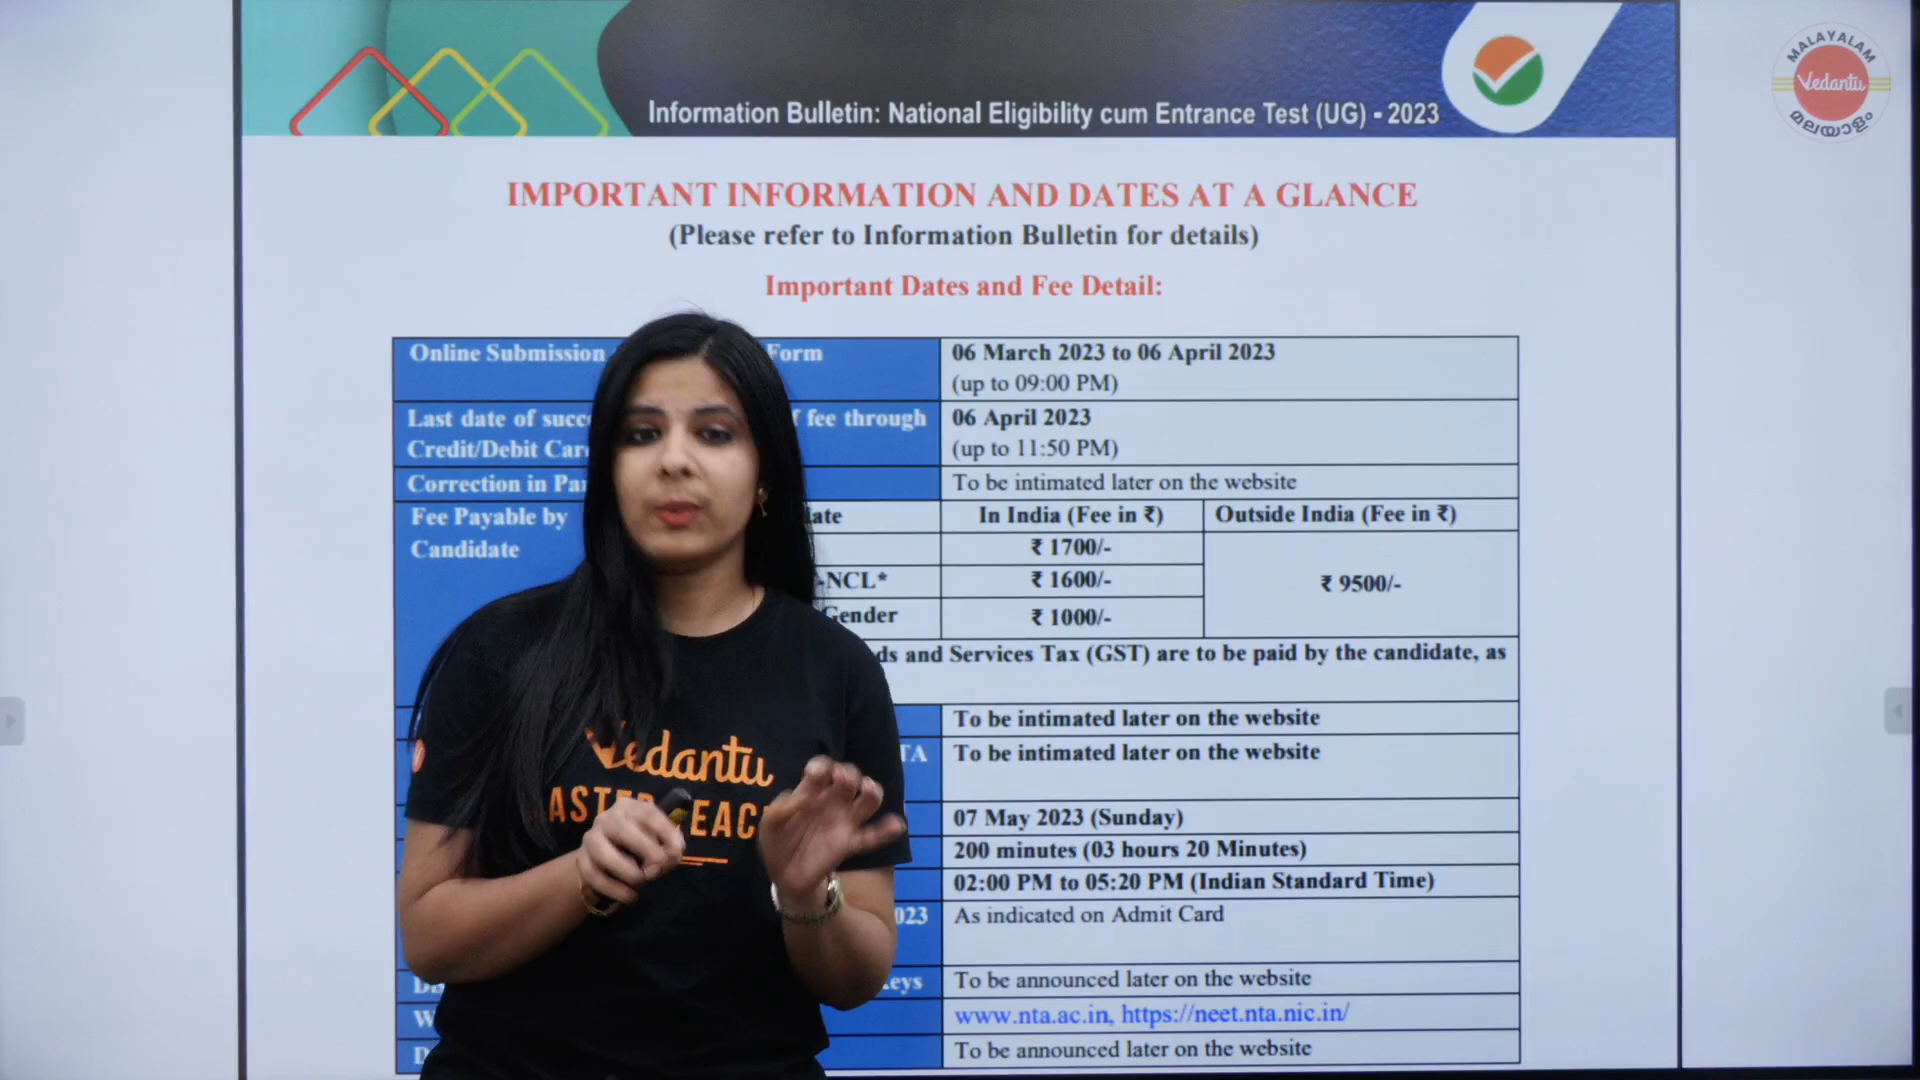 MALAYALAM
Vedantu
മലയാളം
Information Bulletin: National Eligibility cum Entrance Test (UG) - 2023
IMPORTANT INFORMATION AND DATES AT A GLANCE
(Please refer to Information Bulletin for details)
Important Dates and Fee Detail:
Online Submission Form
06 March 2023 to 06 April 2023
(up to 09:00 PM)
Last date of fee through
Credit/Debit
06 April 2023
(up to 11:50 PM)
Correction in
To be intimated later on the website
Fee Payable by
Candidate
In India (Fee in ₹)
Outside India (Fee in ₹)
₹ 1700/-
-NCL*
₹ 1600/-
₹ 9500/-
Gender
₹ 1000/-
and Services Tax (GST) are to be paid by the candidate, as
To be intimated later on the website
To be intimated later on the website
07 May 2023 (Sunday)
200 minutes (03 hours 20 Minutes)
02:00 PM to 05:20 PM (Indian Standard Time)
As indicated on Admit Card
To be announced later on the website
www.nta.ac.in, https://neet.nta.nic.in/
To be announced later on the website
Vedantu